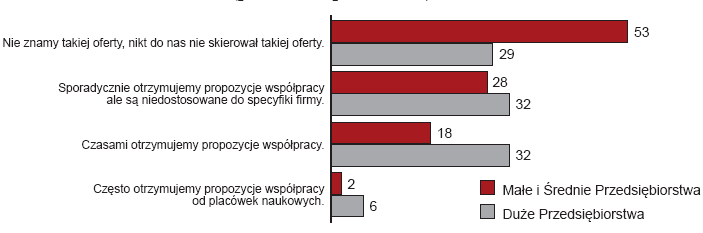 Nie znamy takiej oferty, nikt do nas nie skierował takiej oferty.
53
29
Sporadycznie otrzymujemy propozycje współpracy
ale są niedostosowane do specyfiki firmy.
28
32
Czasami otrzymujemy propozycje współpracy.
18
32
Często otrzymujemy propozycje współpracy
od placówek naukowych.
2
6
Małe i Średnie Przedsiębiorstwa
Duże Przedsiębiorstwa